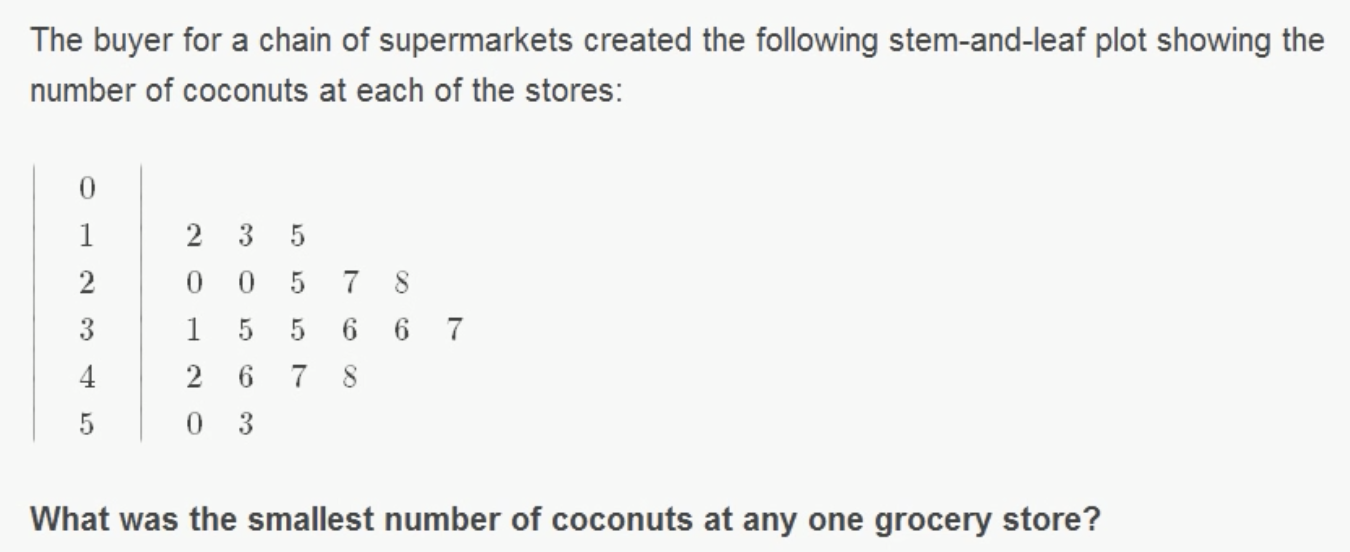 The buyer for a chain of supermarkets created the following stem-and-leaf plot showing the
number of coconuts at each of the stores:
0
1 2 3 5
2 0 0 5 7 8
3 1 5 5 6 6 7
4 2 6 7 8
5 0 3
What was the smallest number of coconuts at any one grocery store?